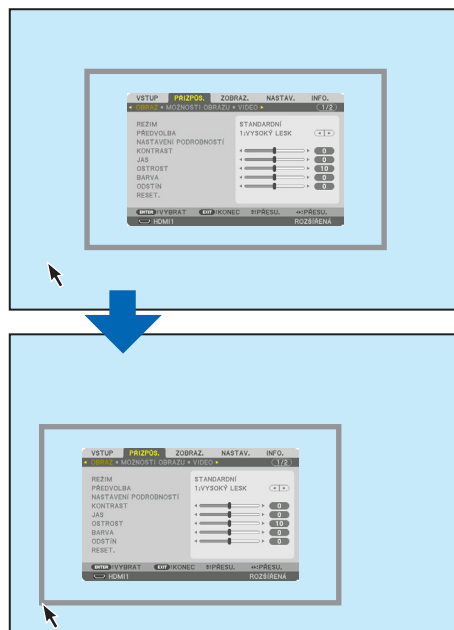 VSTUP PŘIZPŮS. ZOBRAZ. NASTAV. INFO.
OBRAZ • MOŽNOSTI OBRAZU • VIDEO 1/2
REŽIM STANDARDNÍ
PŘEDVOLBA 1:VYSOKÝ LESK
NASTAVENÍ PODROBNOSTÍ
KONTRAST 0
JAS 0
OSTROST 10
BARVA 0
ODSTÍN 0
RESET.
ENTER:VYBRAT EXIT:KONEC ↕:PŘESU. ↔:PŘESU.
HDMI1 ROZŠÍŘENÁ
VSTUP PŘIZPŮS. ZOBRAZ. NASTAV. INFO.
OBRAZ • MOŽNOSTI OBRAZU • VIDEO 1/2
REŽIM STANDARDNÍ
PŘEDVOLBA 1:VYSOKÝ LESK
NASTAVENÍ PODROBNOSTÍ
KONTRAST 0
JAS 0
OSTROST 10
BARVA 0
ODSTÍN 0
RESET.
ENTER:VYBRAT EXIT:KONEC ↕:PŘESU. ↔:PŘESU.
HDMI1 ROZŠÍŘENÁ